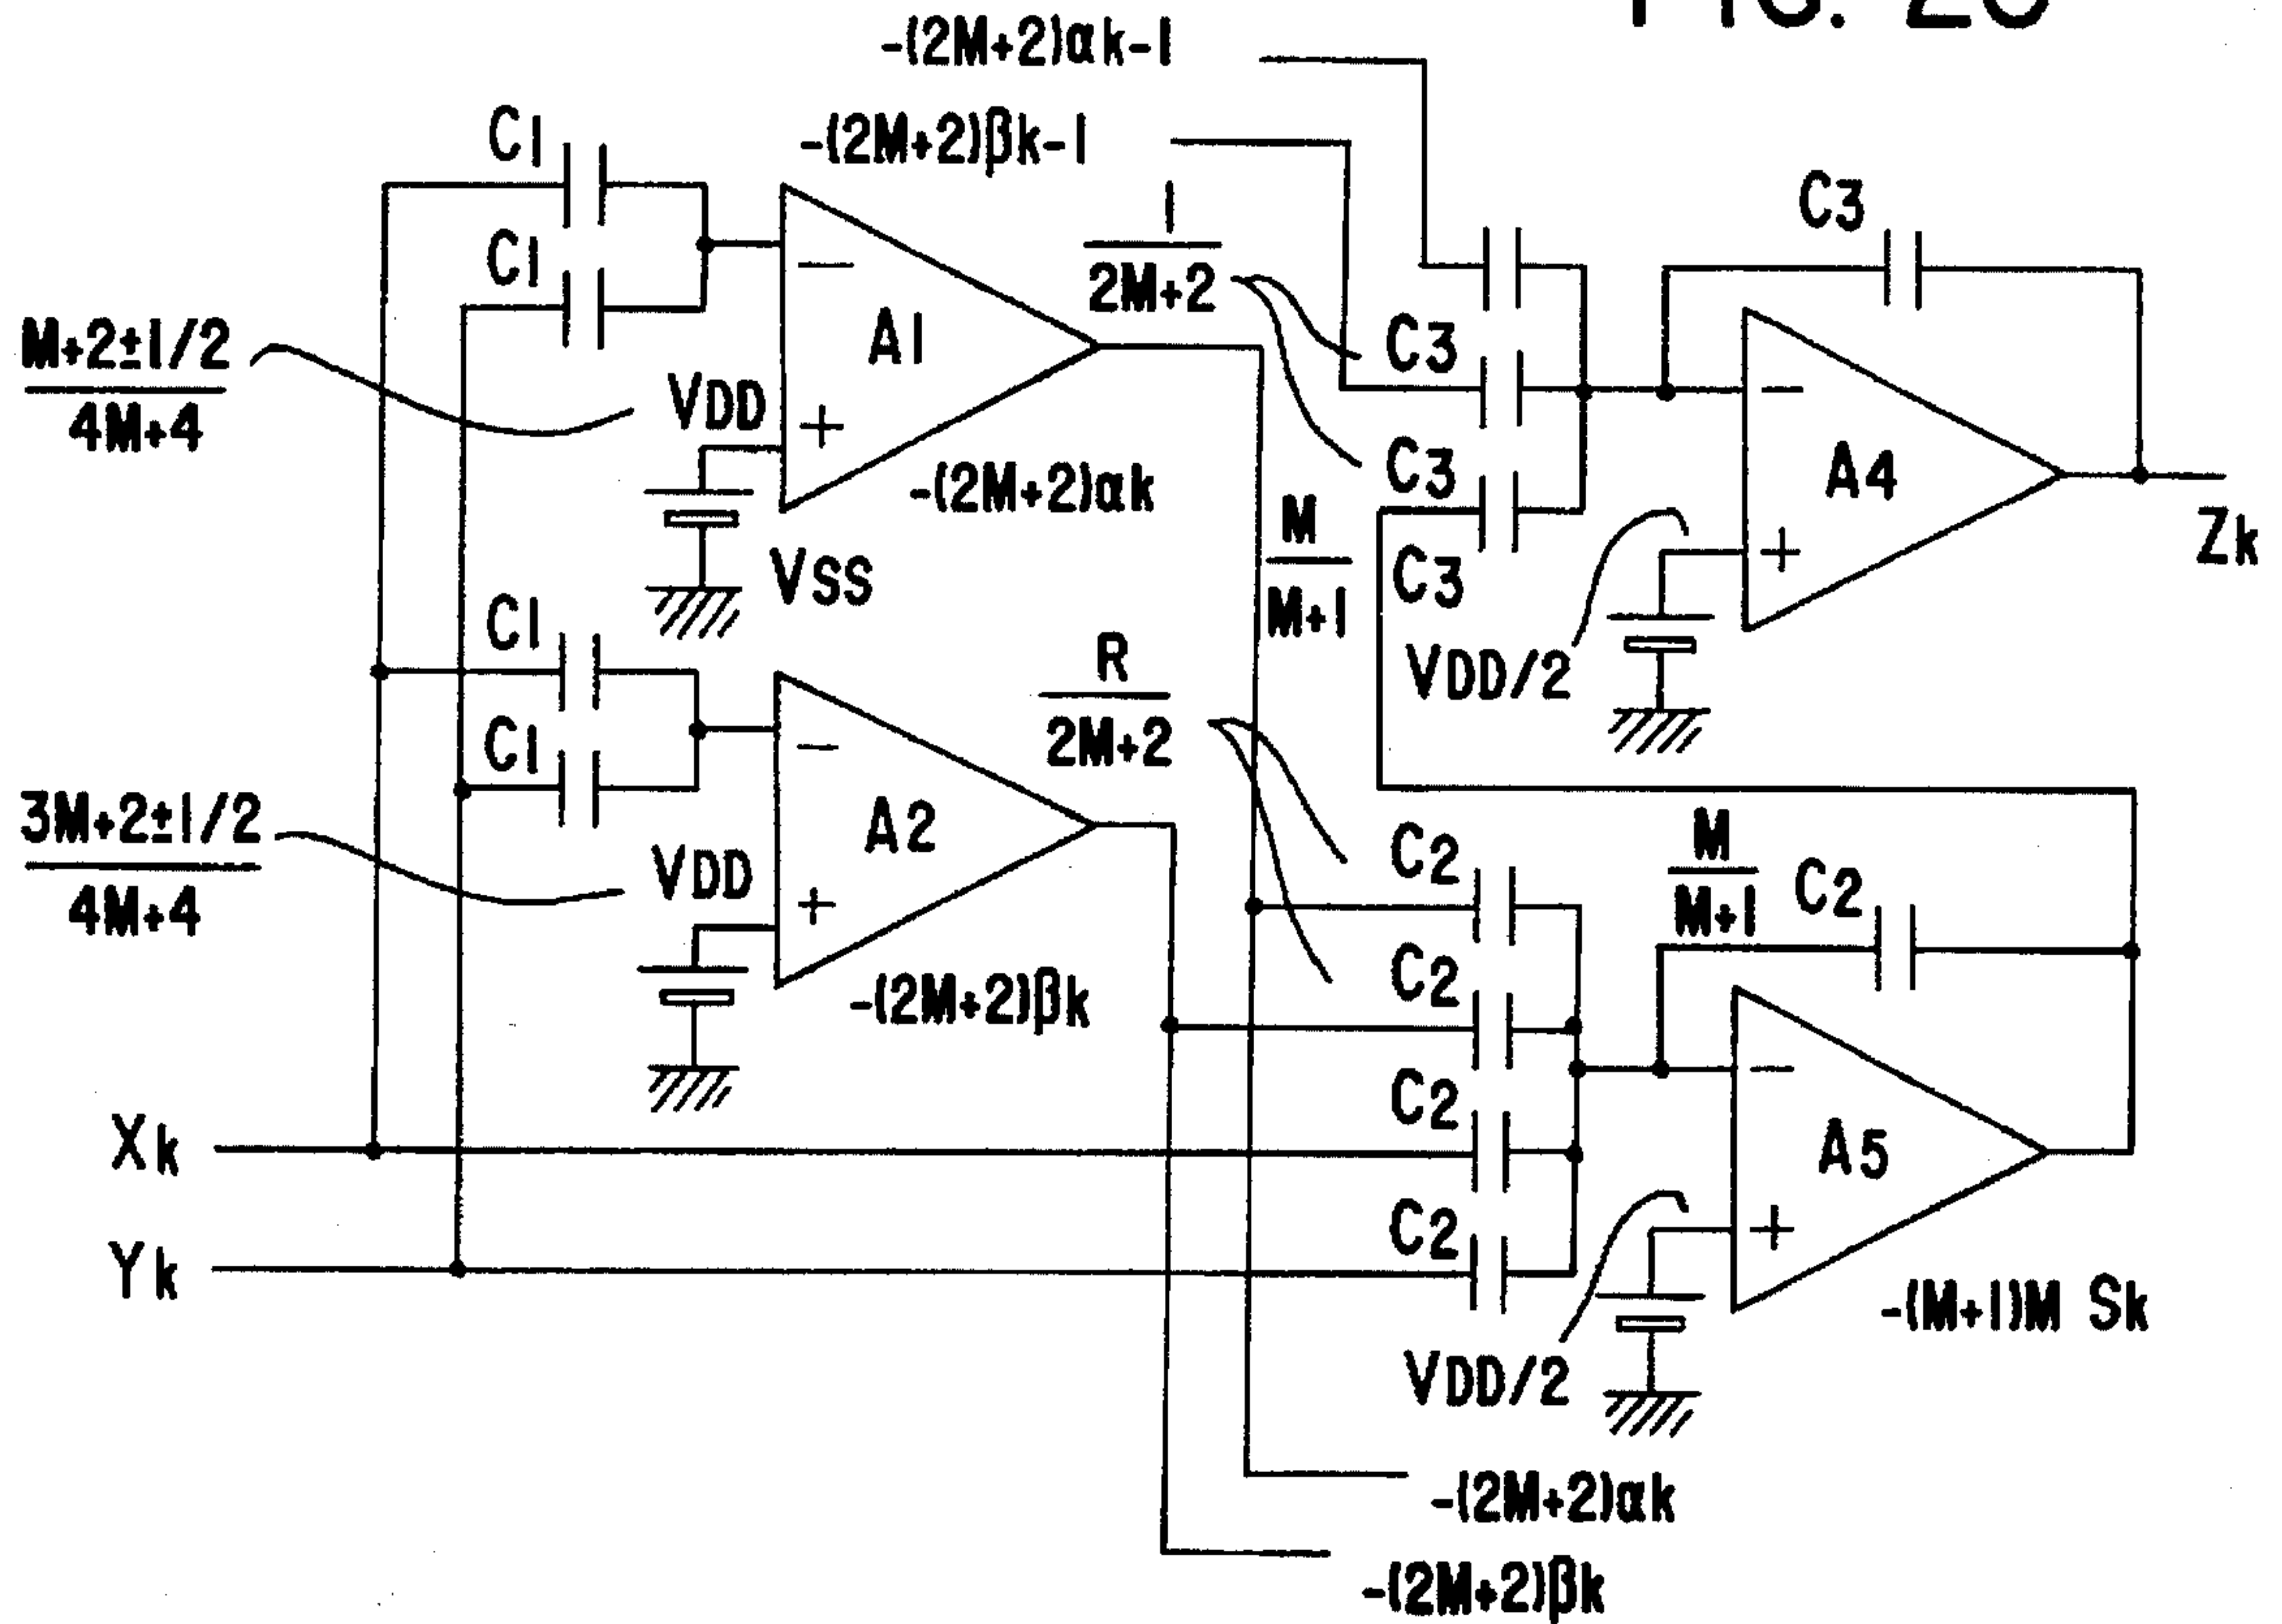 -(2M+2)αk-1
-(2M+2)βk-1
C1
C1
M+2±1/2
4M+4
VDD
A1
-(2M+2)αk
VSS
1
2M+2
C3
C3
C3
C3
A4
Zk
VDD/2
M
M+1
C1
C1
3M+2±1/2
4M+4
VDD
A2
-(2M+2)βk
R
2M+2
C2
C2
C2
C2
M
M+1
C2
A5
VDD/2
-(M+1)M Sk
Xk
Yk
-(2M+2)αk
-(2M+2)βk